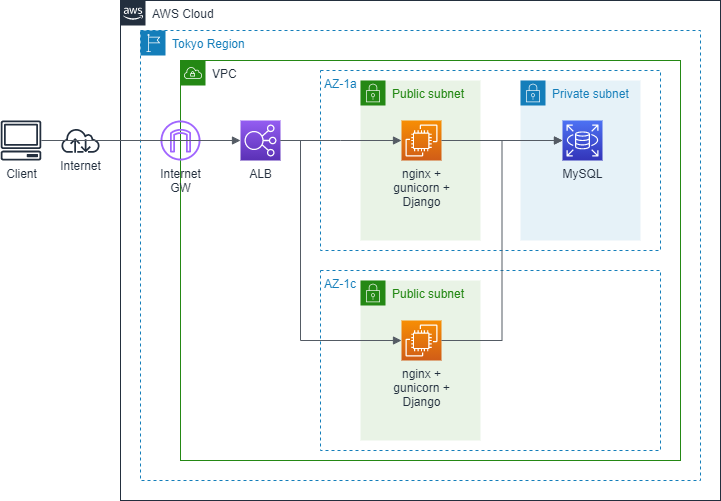 aws
AWS Cloud
Tokyo Region
VPC
AZ-1a
Public subnet
Private subnet
Client
Internet
Internet
GW
ALB
nginx +
gunicorn +
Django
MySQL
AZ-1c
Public subnet
nginx +
gunicorn +
Django